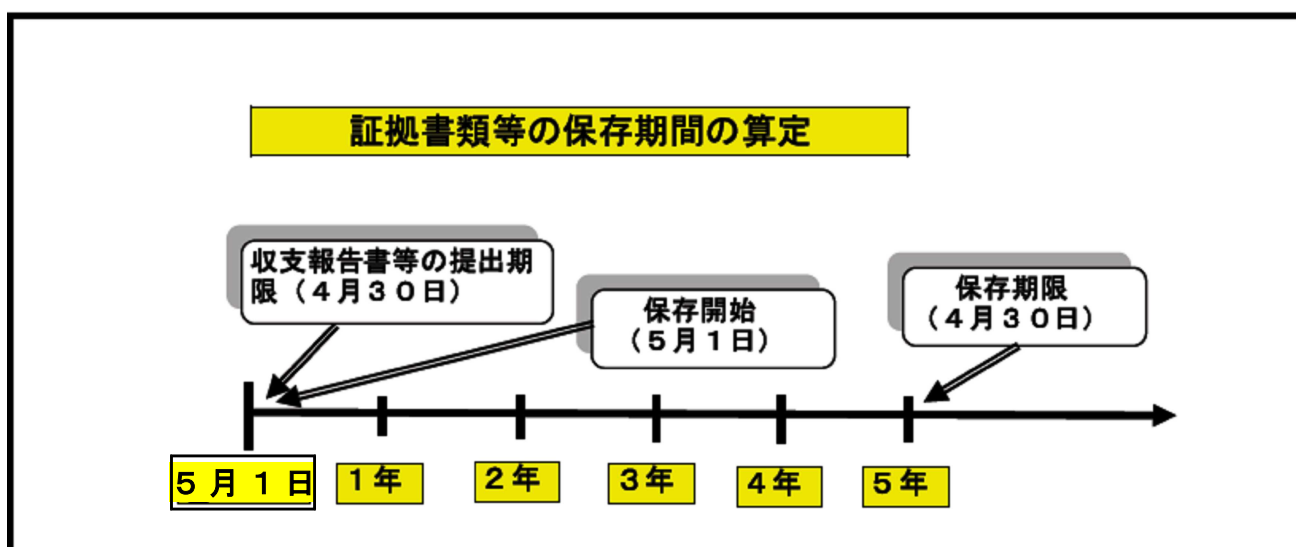 証拠書類等の保存期間の算定
収支報告書等の提出期
限（４月３０日）
保存開始
（５月１日）
保存期限
（４月３０日）
５月１日
１年
２年
３年
４年
５年